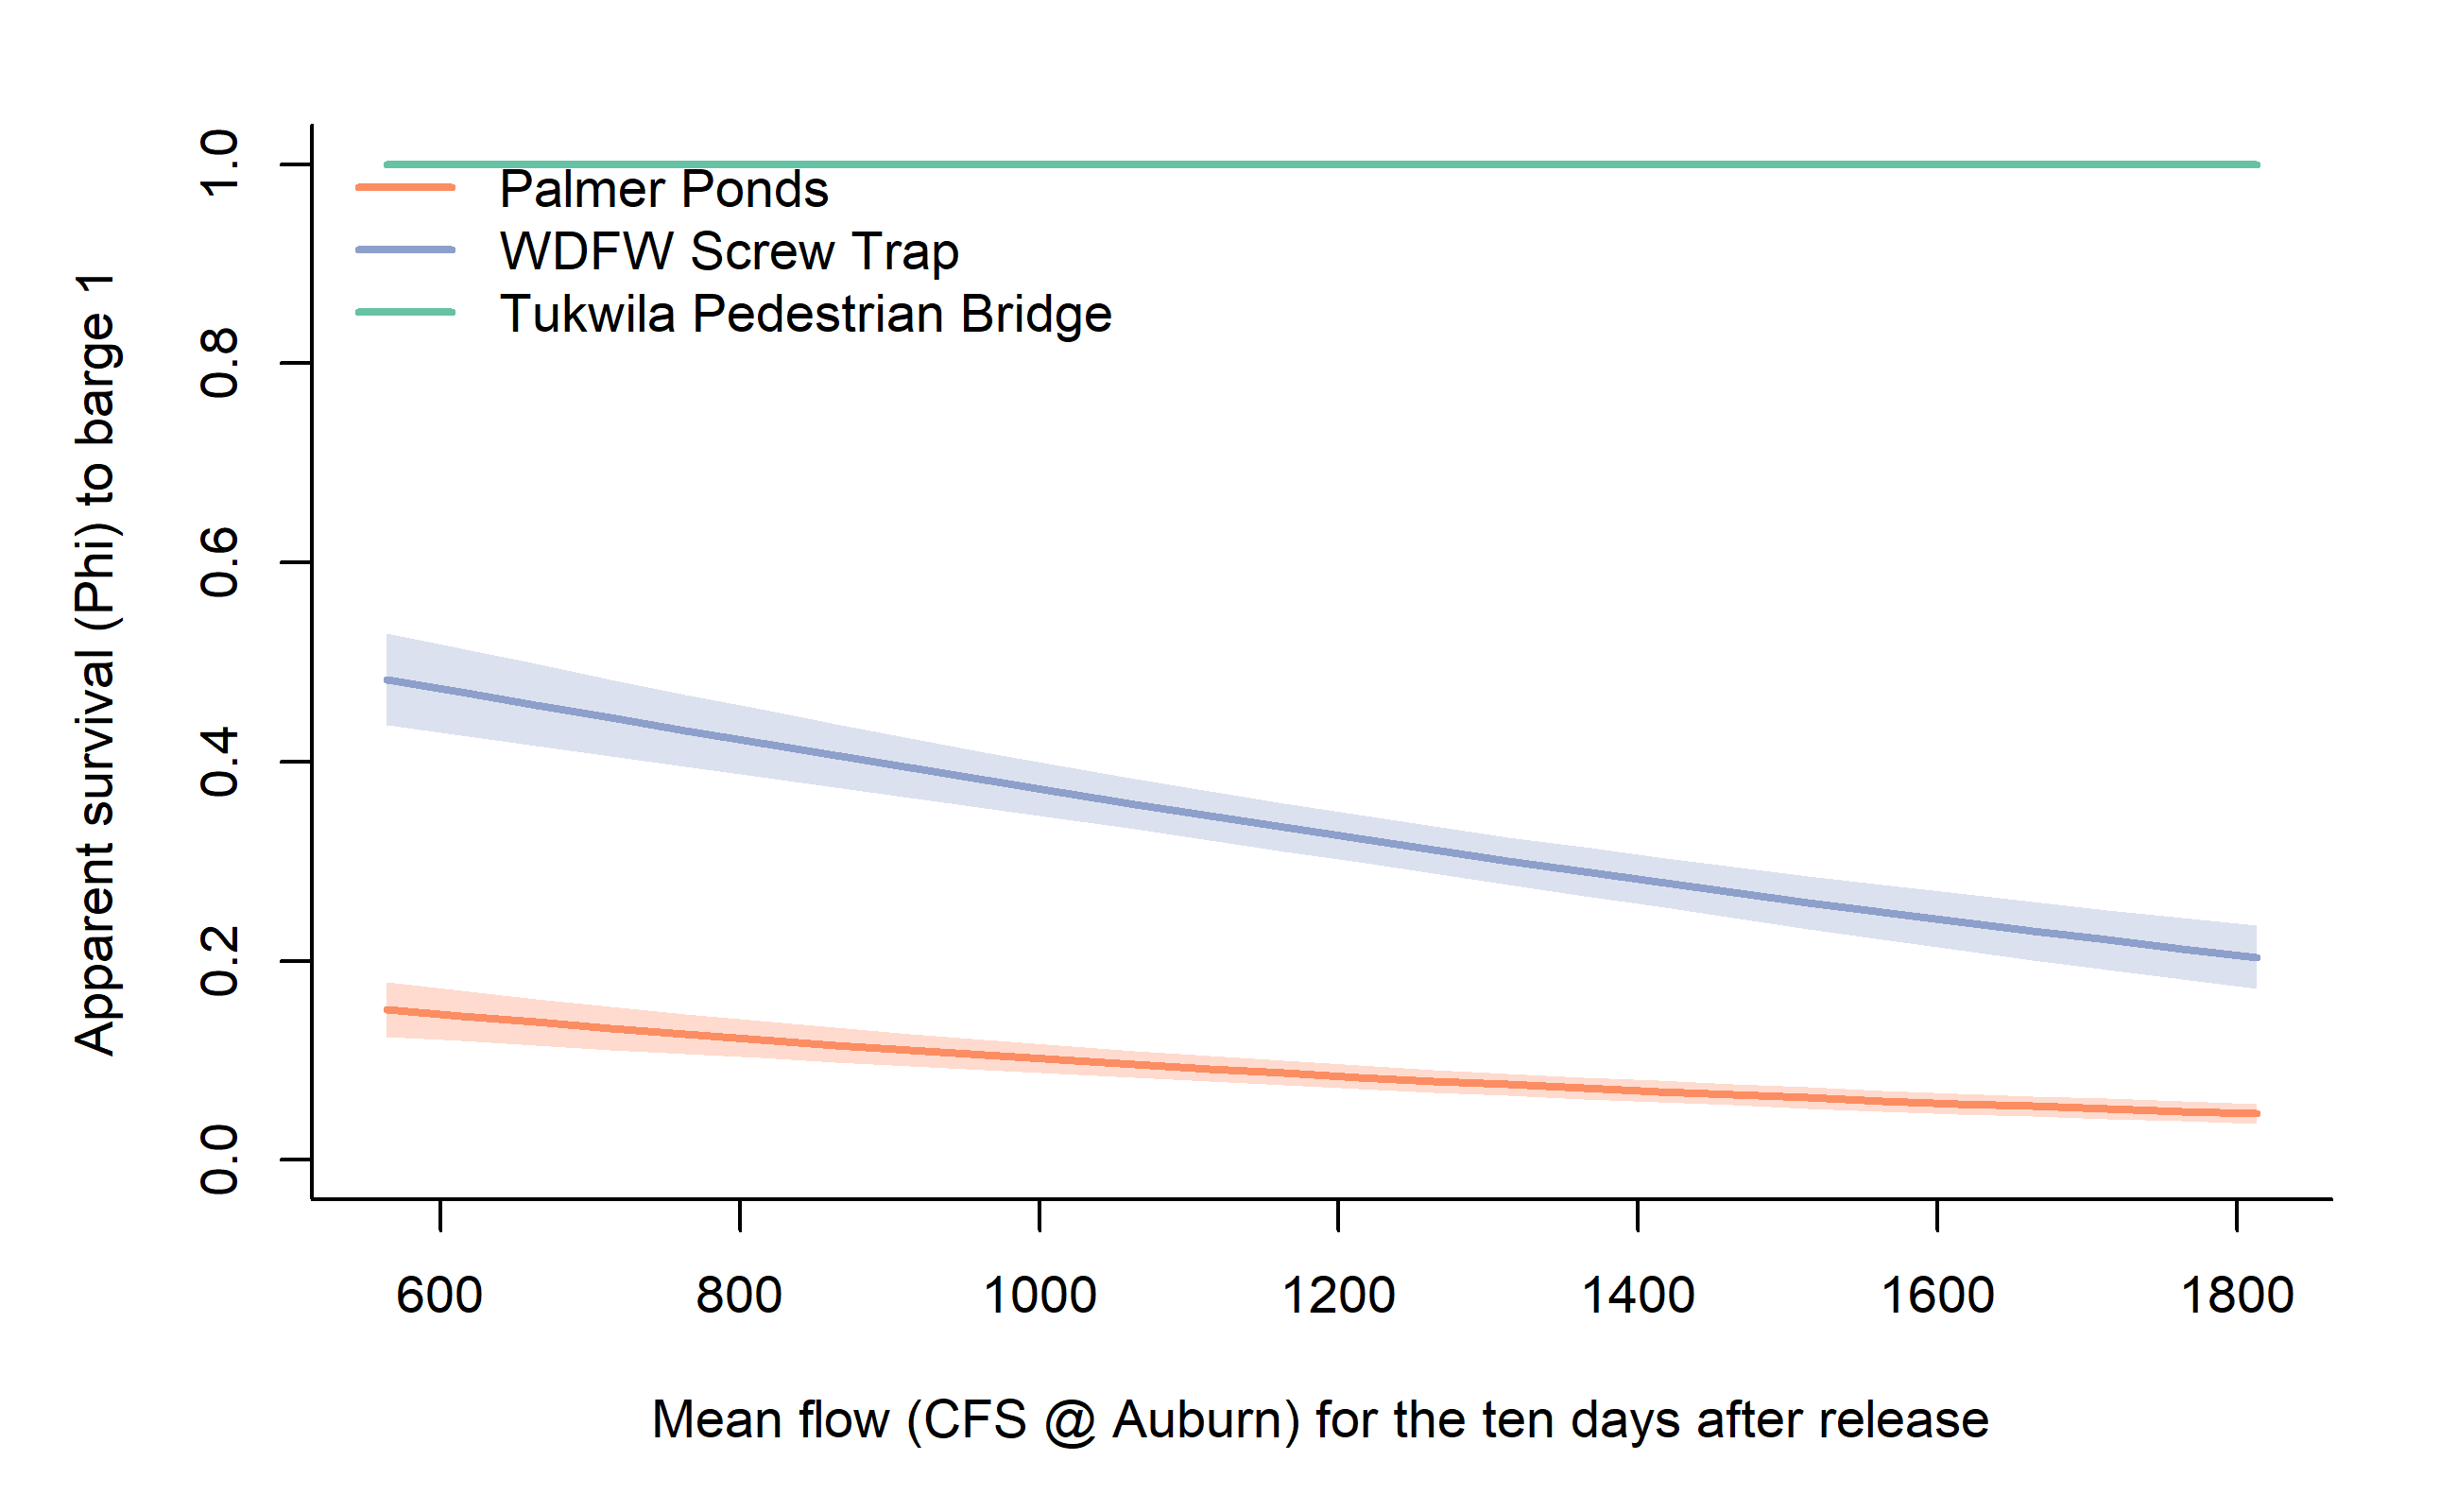 Palmer Ponds
WDFW Screw Trap
Tukwila Pedestrian Bridge
Apparent survival (Phi) to barge 1
1.0
0.8
0.6
0.4
0.2
0.0
600 800 1000 1200 1400 1600 1800
Mean flow (CFS @ Auburn) for the ten days after release